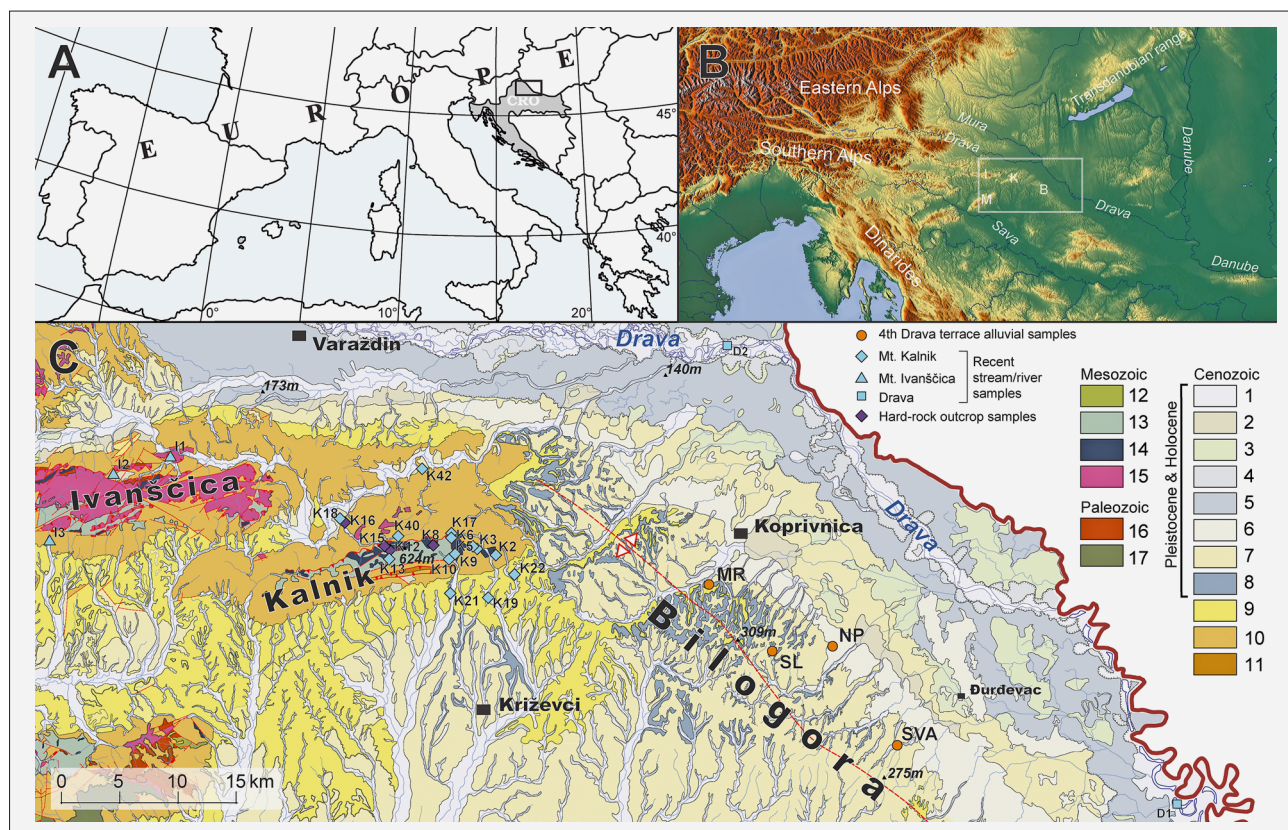 A
E
U
R
O
P
E
CRO
45°
40°
0°
10°
20°
B
Eastern Alps
Southern Alps
Transdanubian range
Mura
Drava
Danube
I
K
B
M
Drava
Sava
Dinarides
Danube
C
Varaždin
Drava
D2
173m
140m
I1
I2
Ivanščica
I3
K42
K18
K16
K40
K17
K15
K8
K6
K3
K12
K5
K2
624m
K9
K13
K10
K22
Kalnik
K21
K19
Koprivnica
MR
Bilogora
309m
NP
SL
Križevci
Đurđevac
SVA
275m
Drava
D1
0 5 10 15 km
4th Drava terrace alluvial samples
Mt. Kalnik
Mt. Ivanščica
Drava
Recent
stream/river
samples
Hard-rock outcrop samples
Mesozoic
12
13
14
15
Paleozoic
16
17
Cenozoic
Pleistocene & Holocene
1
2
3
4
5
6
7
8
9
10
11